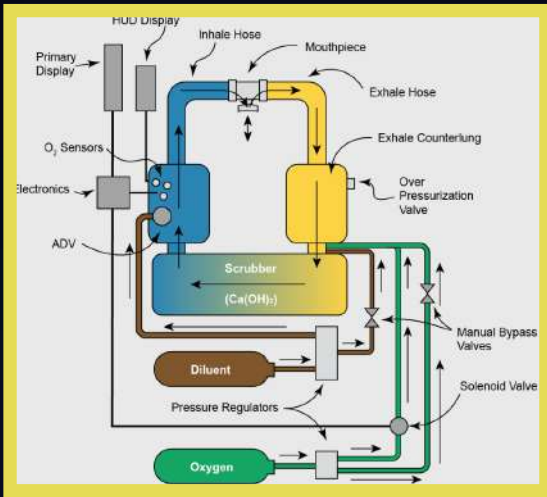 HUD Display
Inhale Hose
Mouthpiece
Primary
Display
Exhale Hose
O₂ Sensors
Exhale Counterlung
Electronics
Over
Pressurization
Valve
ADV
Scrubber
(Ca(OH)₂)
Manual Bypass
Valves
Diluent
Solenoid Valve
Pressure Regulators
Oxygen